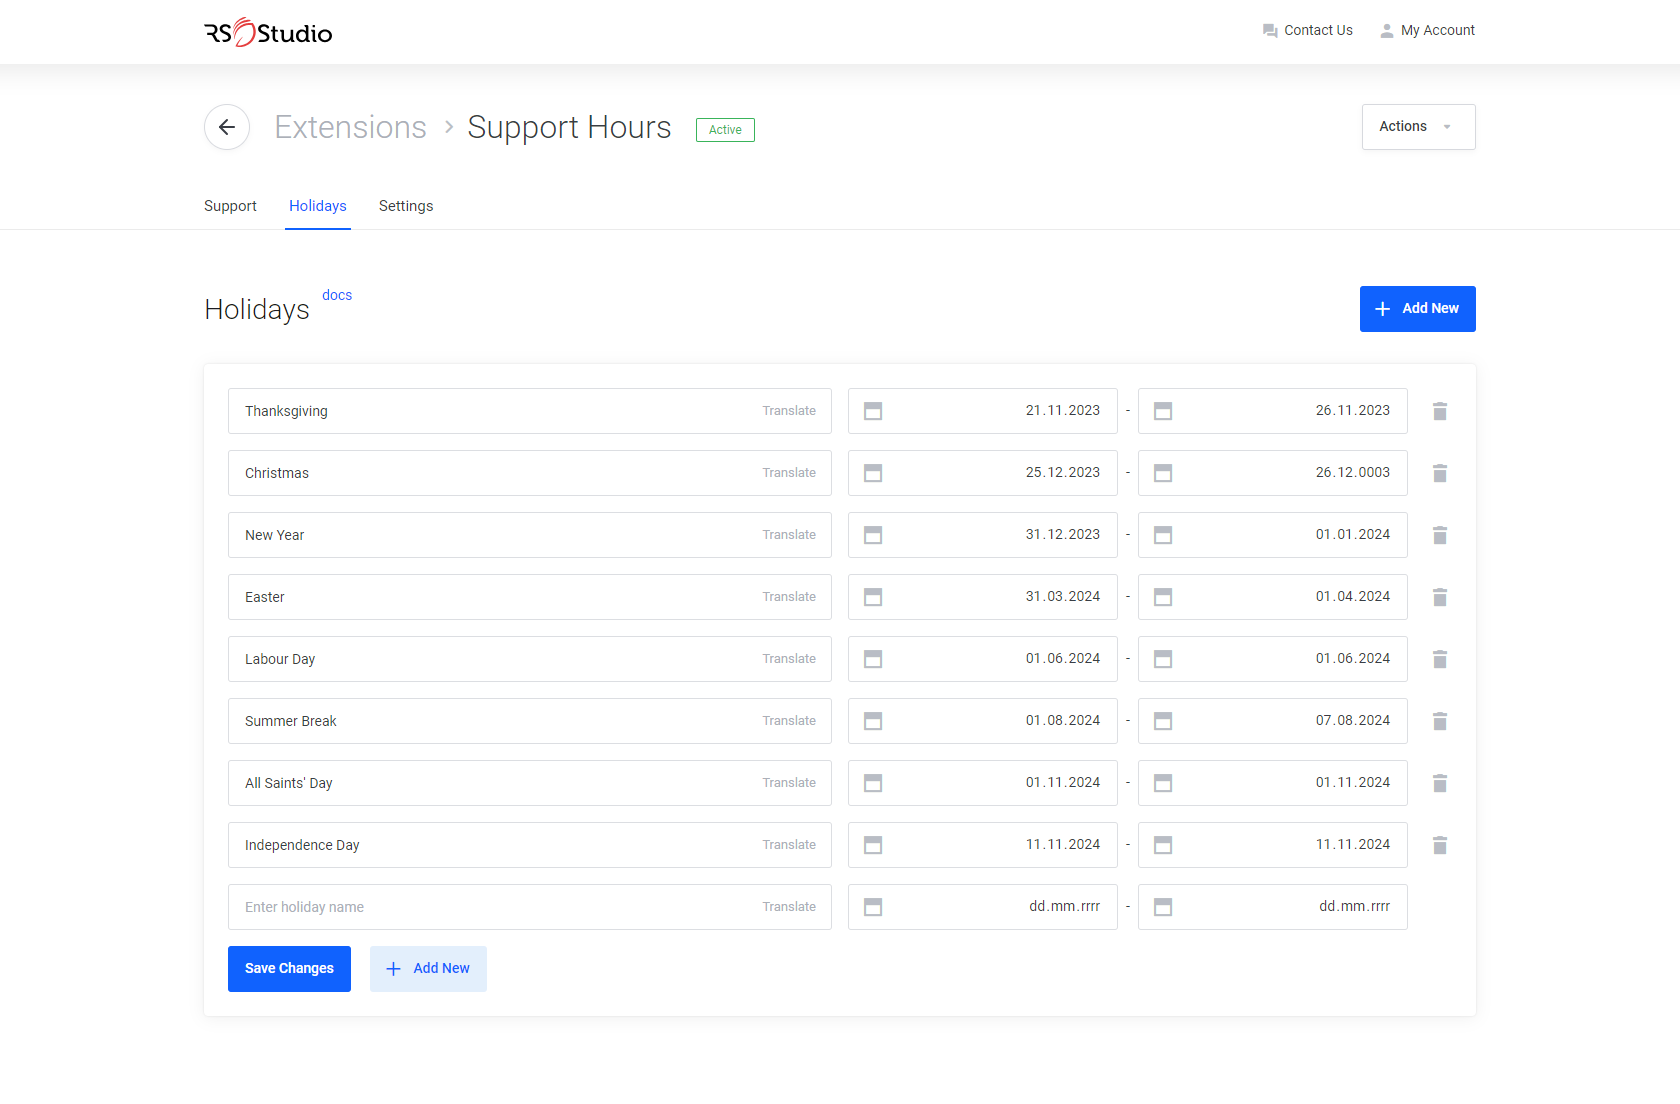 RS Studio
Contact Us My Account
Extensions > Support Hours Active
Actions
Support Holidays Settings
Holidays docs
Add New
Thanksgiving Translate 21.11.2023 - 26.11.2023
Christmas Translate 25.12.2023 - 26.12.0003
New Year Translate 31.12.2023 - 01.01.2024
Easter Translate 31.03.2024 - 01.04.2024
Labour Day Translate 01.06.2024 - 01.06.2024
Summer Break Translate 01.08.2024 - 07.08.2024
All Saints' Day Translate 01.11.2024 - 01.11.2024
Independence Day Translate 11.11.2024 - 11.11.2024
Enter holiday name Translate dd.mm.rrrr - dd.mm.rrrr
Save Changes Add New